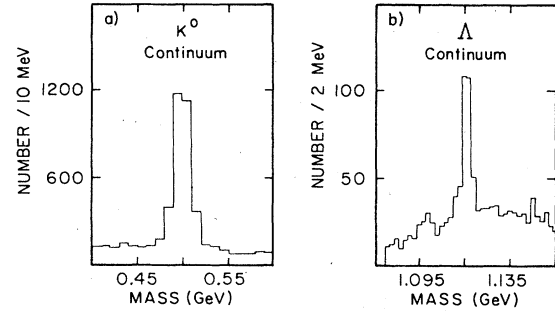 a)
K°
Continuum
NUMBER / 10 MeV
1200
600
0.45 0.55
MASS (GeV)
b)
Λ
Continuum
NUMBER / 2 MeV
100
50
1.095 1.135
MASS (GeV)